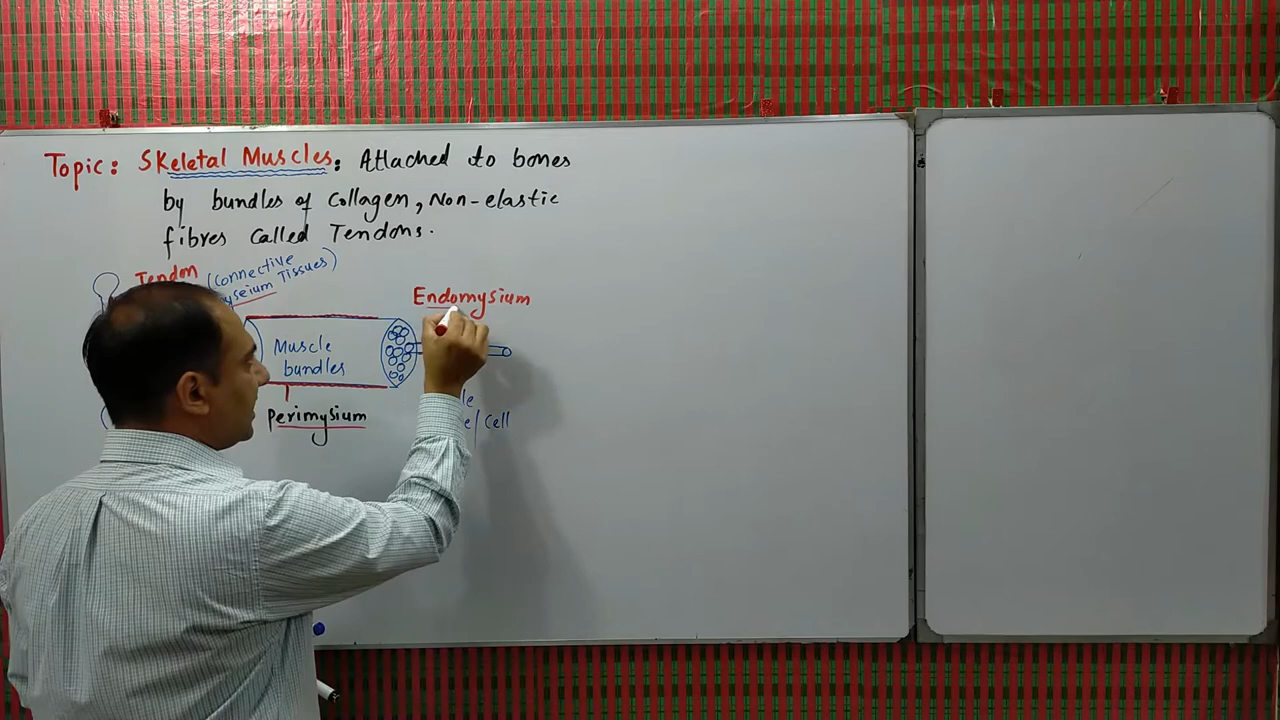 Topic: Skeletal Muscles: Attached to bones
by bundles of Collagen, Non-elastic
fibres Called Tendons.
Tendon
(Connective
Tissues)
Endomysium
Muscle
bundles
Perimysium
Cell